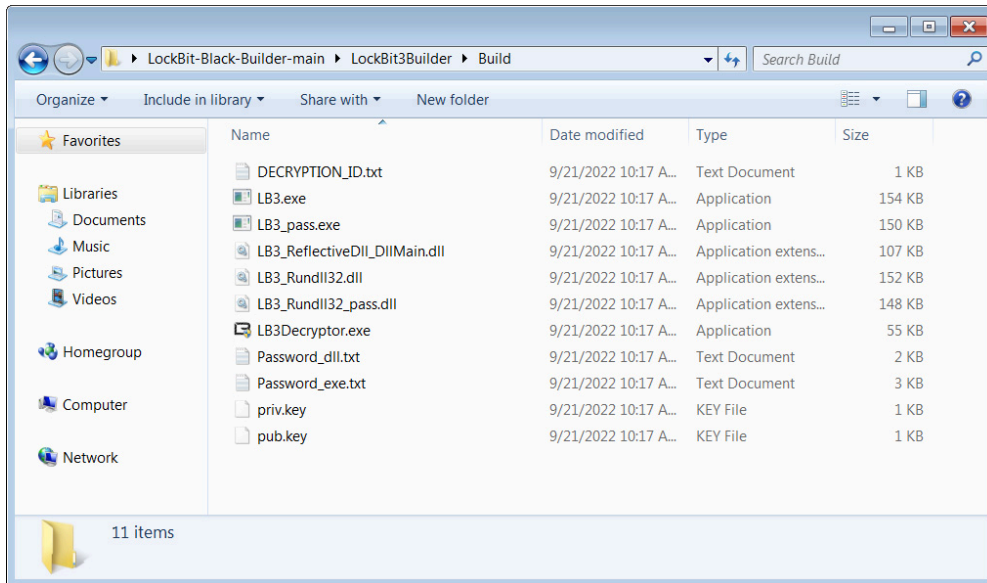 LockBit-Black-Builder-main LockBit3Builder Build Search Build
Organize Include in library Share with New folder
Favorites
Libraries
Documents
Music
Pictures
Videos
Homegroup
Computer
Network
Name Date modified Type Size
DECRYPTION_ID.txt 9/21/2022 10:17 A... Text Document 1 KB
LB3.exe 9/21/2022 10:17 A... Application 154 KB
LB3_pass.exe 9/21/2022 10:17 A... Application 150 KB
LB3_ReflectiveDll_DllMain.dll 9/21/2022 10:17 A... Application extens... 107 KB
LB3_Rundll32.dll 9/21/2022 10:17 A... Application extens... 152 KB
LB3_Rundll32_pass.dll 9/21/2022 10:17 A... Application extens... 148 KB
LB3Decryptor.exe 9/21/2022 10:17 A... Application 55 KB
Password_dll.txt 9/21/2022 10:17 A... Text Document 2 KB
Password_exe.txt 9/21/2022 10:17 A... Text Document 3 KB
priv.key 9/21/2022 10:17 A... KEY File 1 KB
pub.key 9/21/2022 10:17 A... KEY File 1 KB
11 items